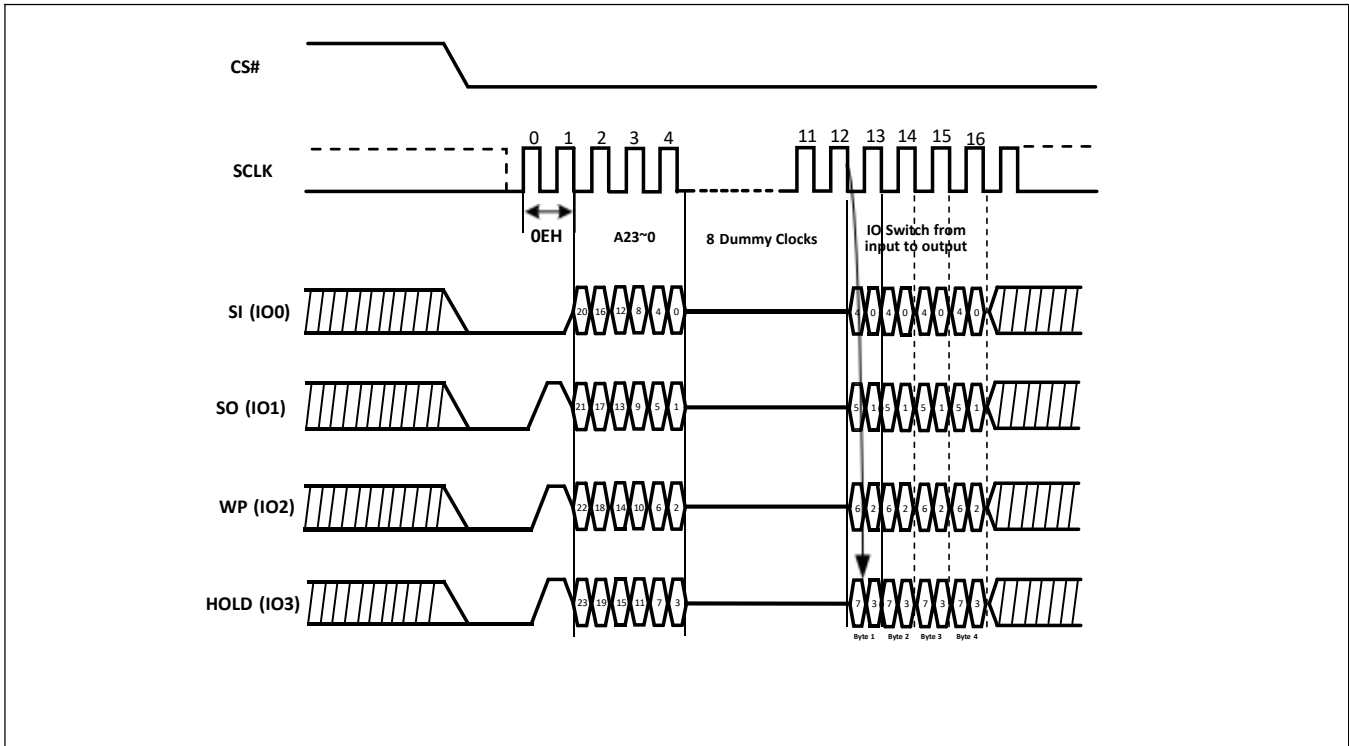 CS#
0 1 2 3 4 11 12 13 14 15 16
SCLK
0EH A23~0 8 Dummy Clocks IO Switch from
input to output
SI (IO0) 20 16 12 8 4 0 4 0 4 0 4 0 4 0
SO (IO1) 21 17 13 9 5 1 5 1 5 1 5 1 5 1
WP (IO2) 22 18 14 10 6 2 6 2 6 2 6 2 6 2
HOLD (IO3) 23 19 15 11 7 3 7 3 7 3 7 3 7 3
Byte 1 Byte 2 Byte 3 Byte 4